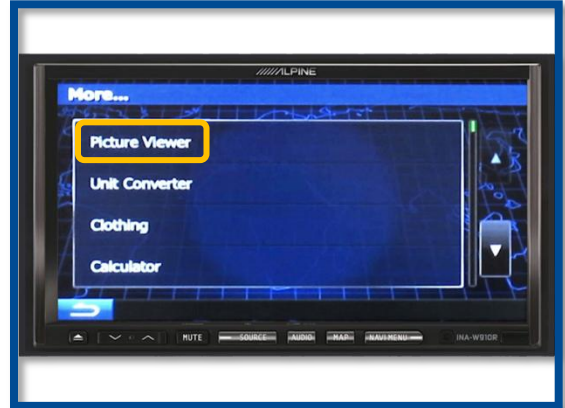 ALPINE
More...
Picture Viewer
Unit Converter
Clothing
Calculator
MUTE
SOURCE
AUDIO
MAP
NAVI MENU
INA-W910R